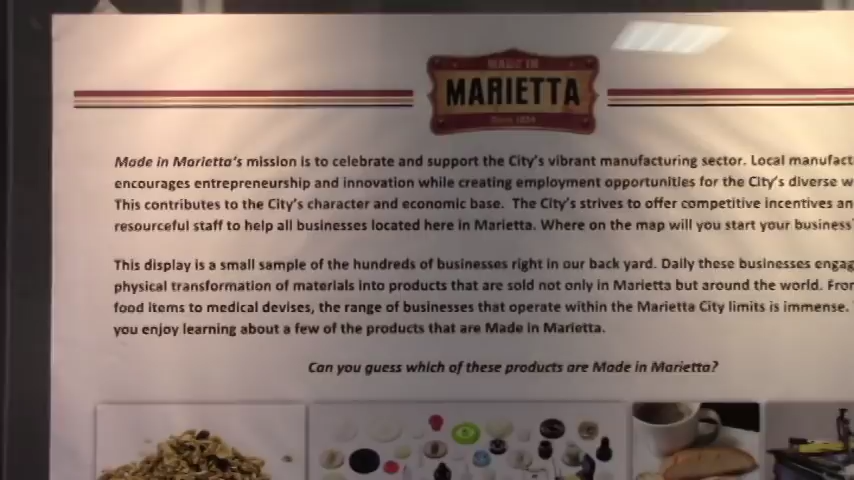 MADE IN
MARIETTA
Since 1834
Made in Marietta's mission is to celebrate and support the City's vibrant manufacturing sector. Local manufact
encourages entrepreneurship and innovation while creating employment opportunities for the City's diverse w
This contributes to the City's character and economic base. The City's strives to offer competitive incentives an
resourceful staff to help all businesses located here in Marietta. Where on the map will you start your business
This display is a small sample of the hundreds of businesses right in our back yard. Daily these businesses engag
physical transformation of materials into products that are sold not only in Marietta but around the world. From
food items to medical devises, the range of businesses that operate within the Marietta City limits is immense.
you enjoy learning about a few of the products that are Made in Marietta.
Can you guess which of these products are Made in Marietta?